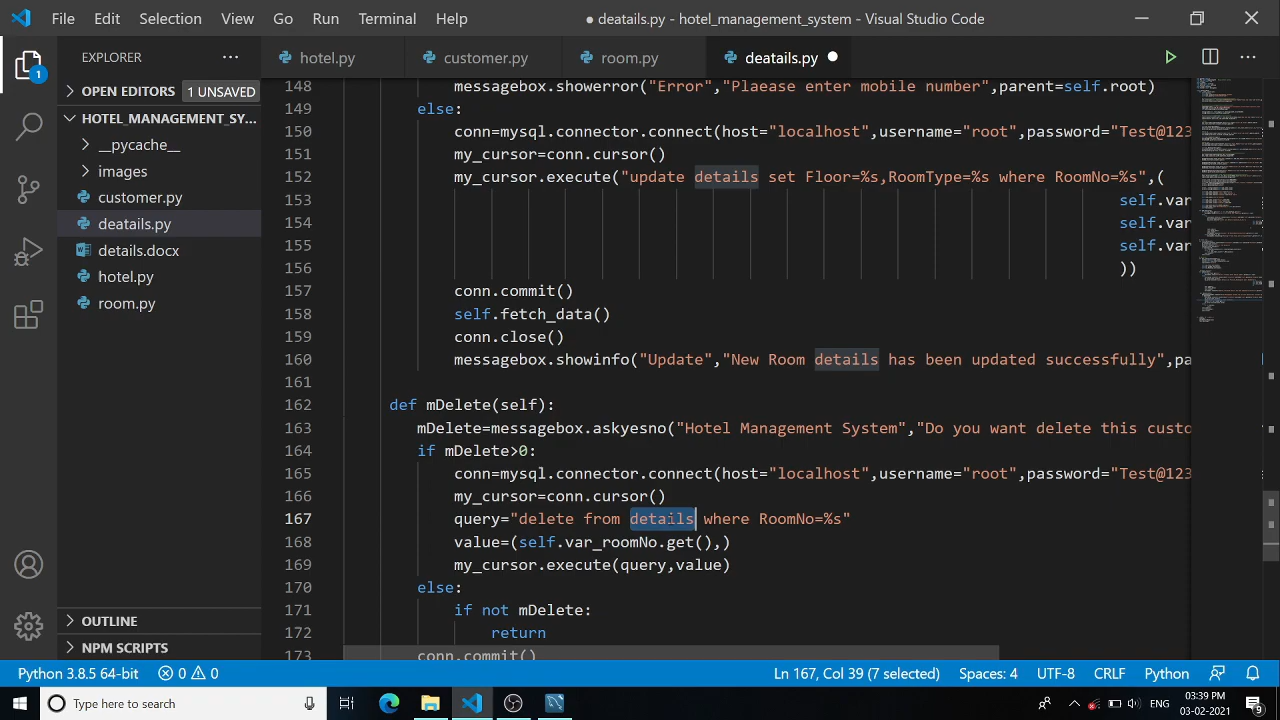 File Edit Selection View Go Run Terminal Help
● deatails.py - hotel_management_system - Visual Studio Code
EXPLORER
hotel.py customer.py room.py deatails.py
1
OPEN EDITORS 1 UNSAVED
HOTEL_MANAGEMENT_SY...
__pycache__
images
customer.py
deatails.py
details.docx
hotel.py
room.py
OUTLINE
NPM SCRIPTS
148 messagebox.showerror("Error","Plaease enter mobile number",parent=self.root)
149 else:
150 conn=mysql.connector.connect(host="localhost",username="root",password="Test@123
151 my_cursor=conn.cursor()
152 my_cursor.execute("update details set Floor=%s,RoomType=%s where RoomNo=%s",(
153 self.var
154 self.var
155 self.var
156 ))
157 conn.commit()
158 self.fetch_data()
159 conn.close()
160 messagebox.showinfo("Update","New Room details has been updated successfully",pa
161
162 def mDelete(self):
163 mDelete=messagebox.askyesno("Hotel Management System","Do you want delete this custo
164 if mDelete>0:
165 conn=mysql.connector.connect(host="localhost",username="root",password="Test@123
166 my_cursor=conn.cursor()
167 query="delete from details where RoomNo=%s"
168 value=(self.var_roomNo.get(),)
169 my_cursor.execute(query,value)
170 else:
171 if not mDelete:
172 return
173 conn.commit()
Python 3.8.5 64-bit 0 0 Ln 167, Col 39 (7 selected) Spaces: 4 UTF-8 CRLF Python
Type here to search
ENG
03:39 PM
03-02-2021
9